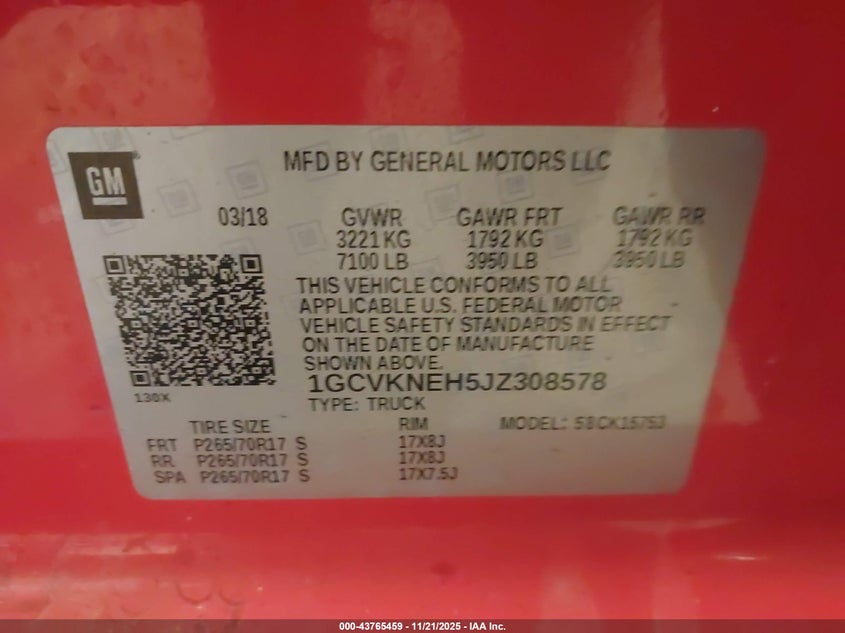 GM
MFD BY GENERAL MOTORS LLC
03/18 GVWR GAWR FRT GAWR RR
3221 KG 1792 KG 1792 KG
7100 LB 3950 LB 3950 LB
THIS VEHICLE CONFORMS TO ALL
APPLICABLE U.S. FEDERAL MOTOR
VEHICLE SAFETY STANDARDS IN EFFECT
ON THE DATE OF MANUFACTURE
SHOWN ABOVE.
1GCVKNEH5JZ308578
130X
TYPE: TRUCK
TIRE SIZE RIM MODEL:
FRT P265/70R17 S 17X8J
RR P265/70R17 S 17X8J
SPA P265/70R17 S 17X7.5J
000-43765459 - 11/21/2025 - IAA Inc.